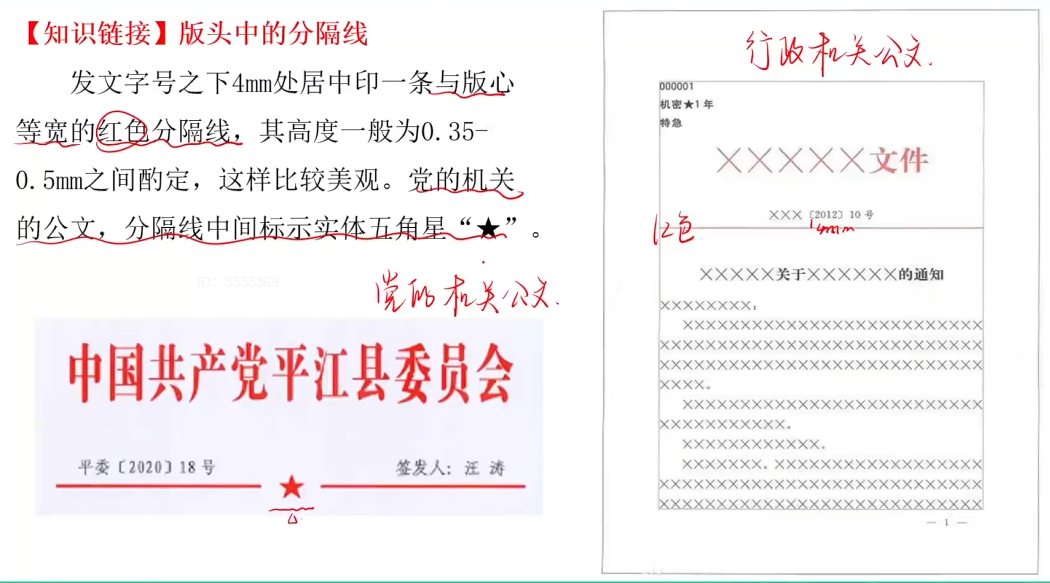 【知识链接】版头中的分隔线
发文字号之下4mm处居中印一条与版心
等宽的红色分隔线，其高度一般为0.35-
0.5mm之间酌定，这样比较美观。党的机关
的公文，分隔线中间标示实体五角星“★”。
ID：3555369
党的机关公文.
中国共产党平江县委员会
平委〔2020〕18号 签发人：汪 涛
★
行政机关公文.
000001
机密★1年
特急
×××××文件
×××〔2012〕10号
红色
4mm
×××××关于××××××的通知
××××××××：
×××××××××××××××××××××××
×××××××××××××××××××××××××
×××××××××××××××××××××××××
××××。
×××××××××××××××××××××××
×××××××××××。
××××××××××××。
×××××××。××××××××××××××××
×××××××××××××××××××××××××
×××××××××××××××××××××××××
— 1 —